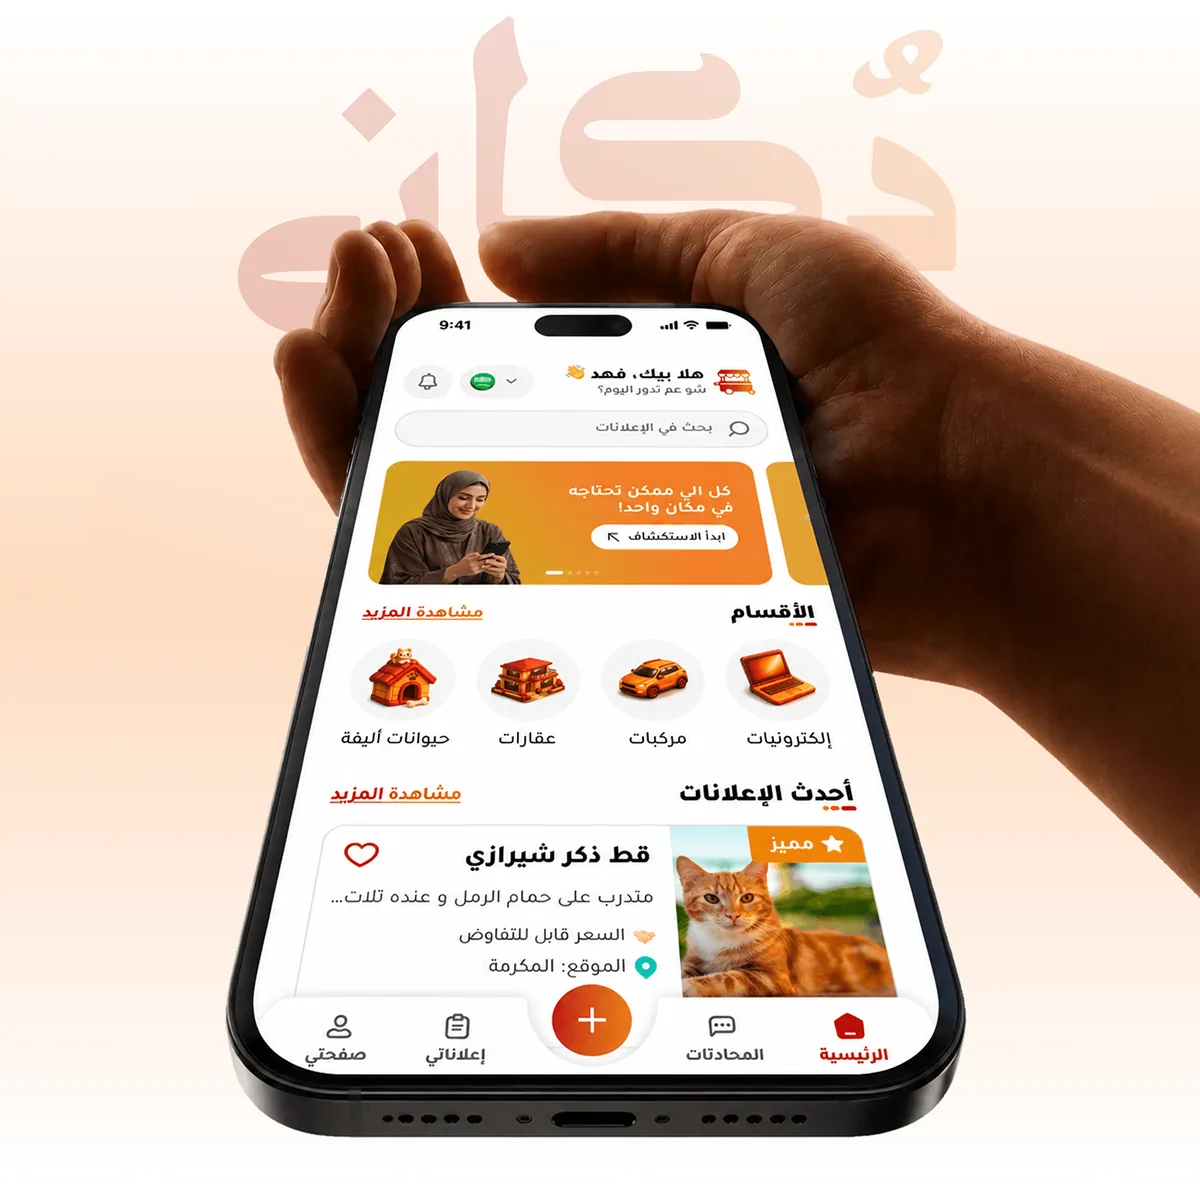 دُكانه
9:41
هلا بيك، فهد 👋
شو عم تدور اليوم؟
بحث في الإعلانات
كل الي ممكن تحتاجه
في مكان واحد!
ابدأ الاستكشاف
الأقسام
مشاهدة المزيد
إلكترونيات
مركبات
عقارات
حيوانات أليفة
أحدث الإعلانات
مشاهدة المزيد
مميز
قط ذكر شيرازي
متدرب على حمام الرمل و عنده تلات...
السعر قابل للتفاوض
الموقع: المكرمة
الرئيسية
المحادتات
إعلاناتي
صفحتي